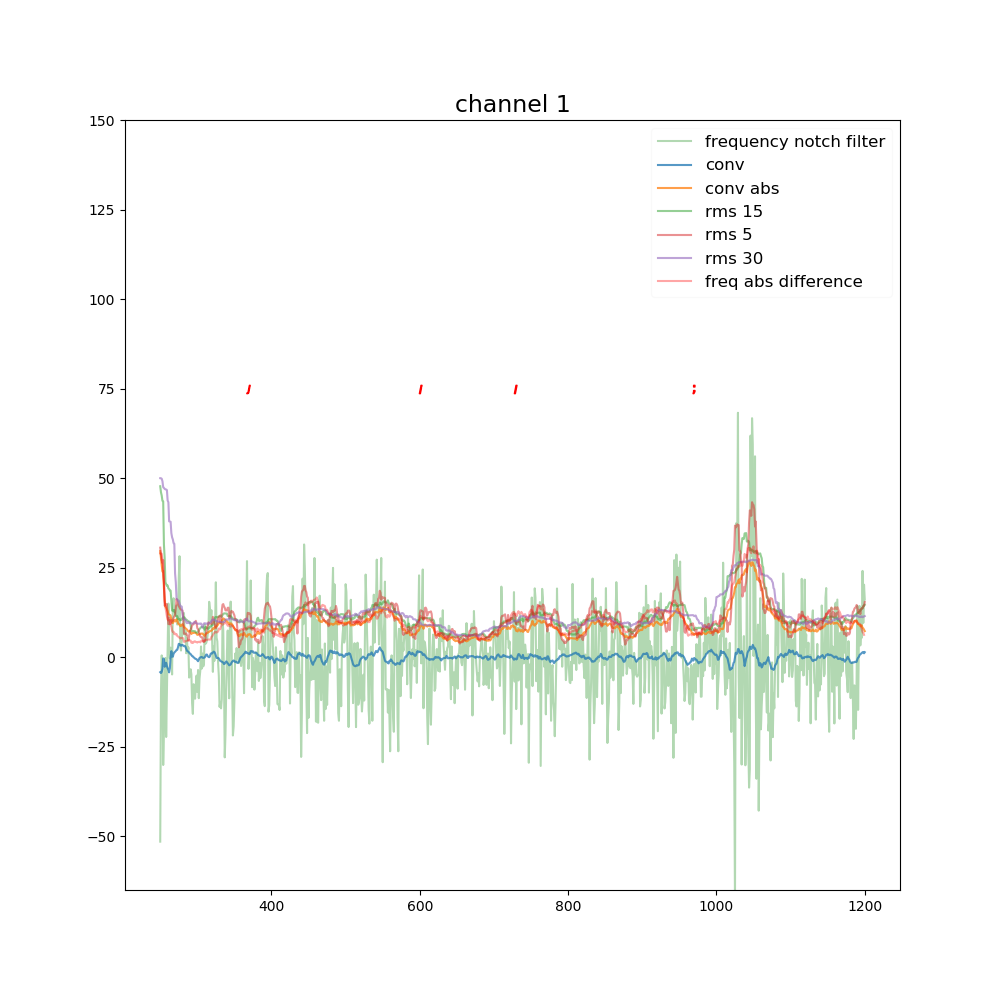 channel 1
150
125
100
75
50
25
0
−25
−50
400 600 800 1000 1200
frequency notch filter
conv
conv abs
rms 15
rms 5
rms 30
freq abs difference